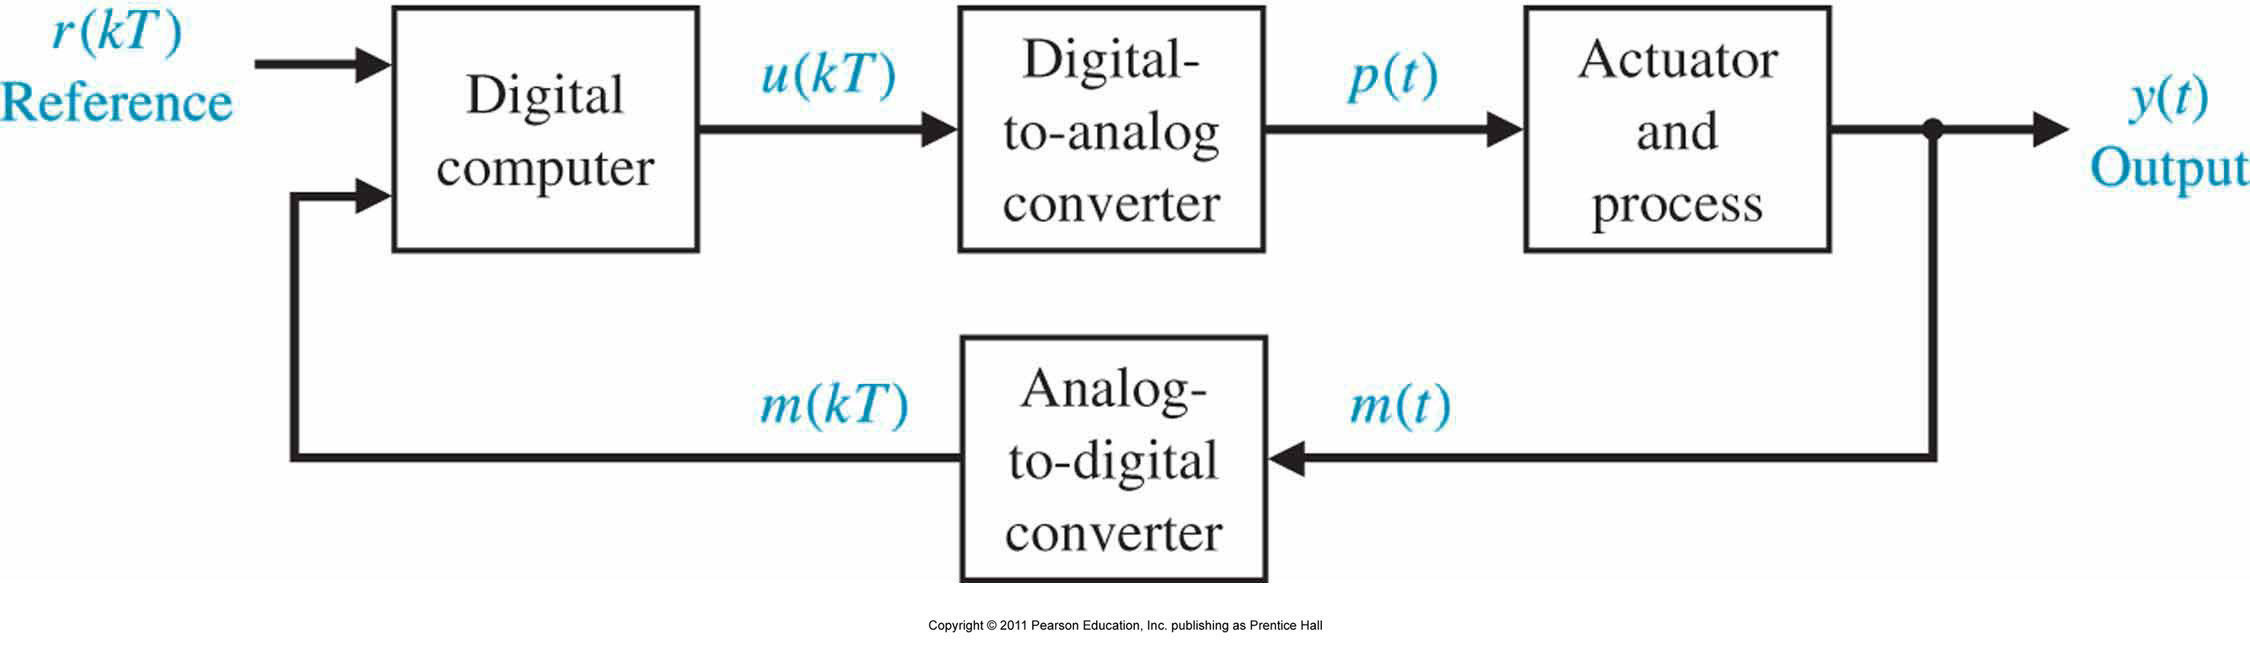 r(kT)
Reference
Digital
computer
u(kT)
Digital-
to-analog
converter
p(t)
Actuator
and
process
y(t)
Output
m(kT)
Analog-
to-digital
converter
m(t)
Copyright © 2011 Pearson Education, Inc. publishing as Prentice Hall